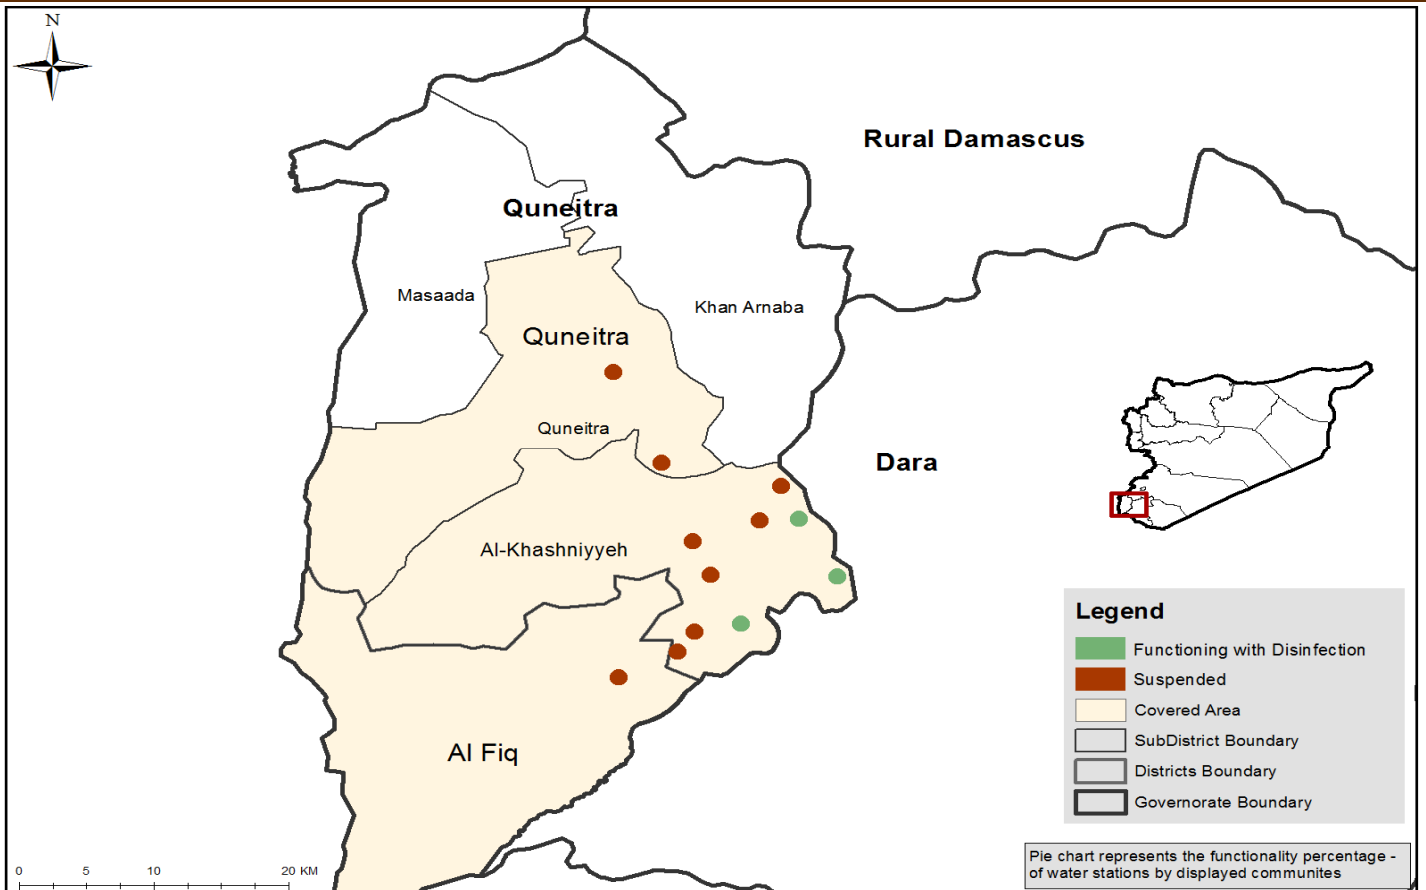 N
Rural Damascus
Quneitra
Masaada
Khan Arnaba
Quneitra
Quneitra
Dara
Al-Khashniyyeh
Al Fiq
Legend
Functioning with Disinfection
Suspended
Covered Area
SubDistrict Boundary
Districts Boundary
Governorate Boundary
0 5 10 20 KM
Pie chart represents the functionality percentage -
of water stations by displayed communites